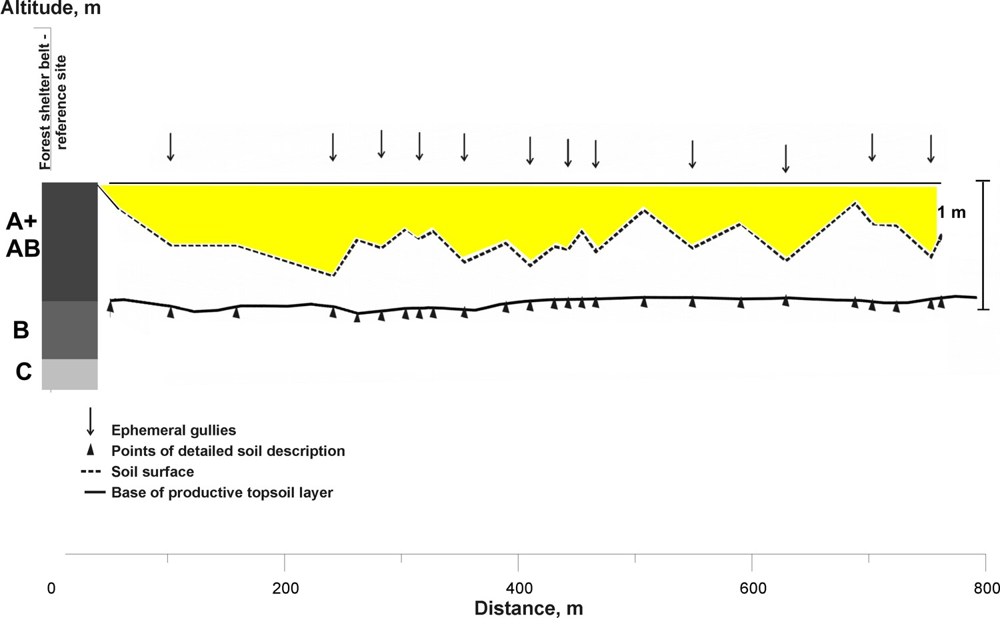 Altitude, m
Forest shelter belt -
reference site
A+
AB
B
C
1 m
Ephemeral gullies
Points of detailed soil description
Soil surface
Base of productive topsoil layer
0 200 400 600 800
Distance, m